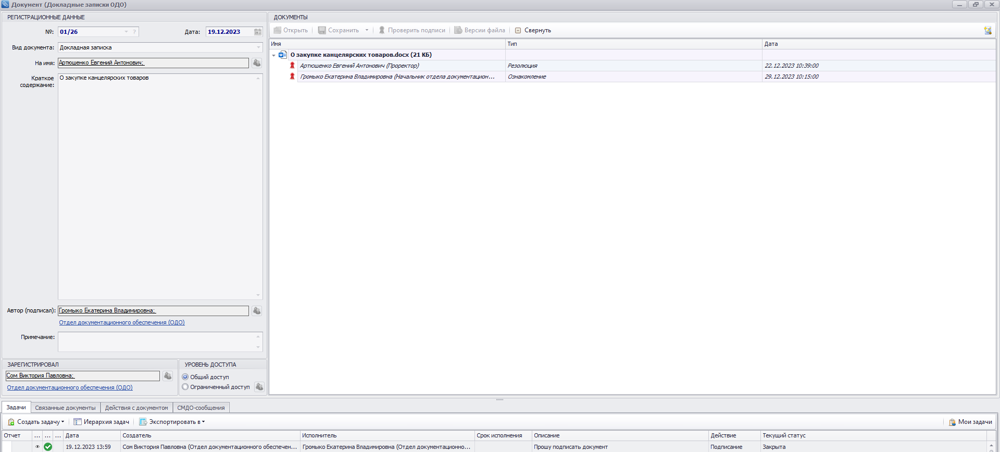 Документ (Докладные записки ОДО)
РЕГИСТРАЦИОННЫЕ ДАННЫЕ
№: 01/26 ? Дата: 19.12.2023
Вид документа: Докладная записка
На имя: Артюшенко Евгений Антонович;
Краткое содержание: О закупке канцелярских товаров
Автор (подписал): Громыко Екатерина Владимировна;
Отдел документационного обеспечения (ОДО)
Примечание:
ЗАРЕГИСТРИРОВАЛ
Сом Виктория Павловна;
Отдел документационного обеспечения (ОДО)
УРОВЕНЬ ДОСТУПА
Общий доступ
Ограниченный доступ
ДОКУМЕНТЫ
Открыть Сохранить Проверить подписи Версии файла Свернуть
Имя Тип Дата
О закупке канцелярских товаров.docx (21 КБ)
Артюшенко Евгений Антонович (Проректор) Резолюция 22.12.2023 10:39:00
Громыко Екатерина Владимировна (Начальник отдела документацион... Ознакомление 29.12.2023 10:15:00
Задачи Связанные документы Действия с документом СМДО-сообщения
Создать задачу Иерархия задач Экспортировать в Мои задачи
Отчет ... ... ... Дата Создатель Исполнитель Срок исполнения Описание Действие Текущий статус
19.12.2023 13:59 Сом Виктория Павловна (Отдел документационного обеспечен... Громыко Екатерина Владимировна (Отдел документационно... Прошу подписать документ Подписание Закрыта